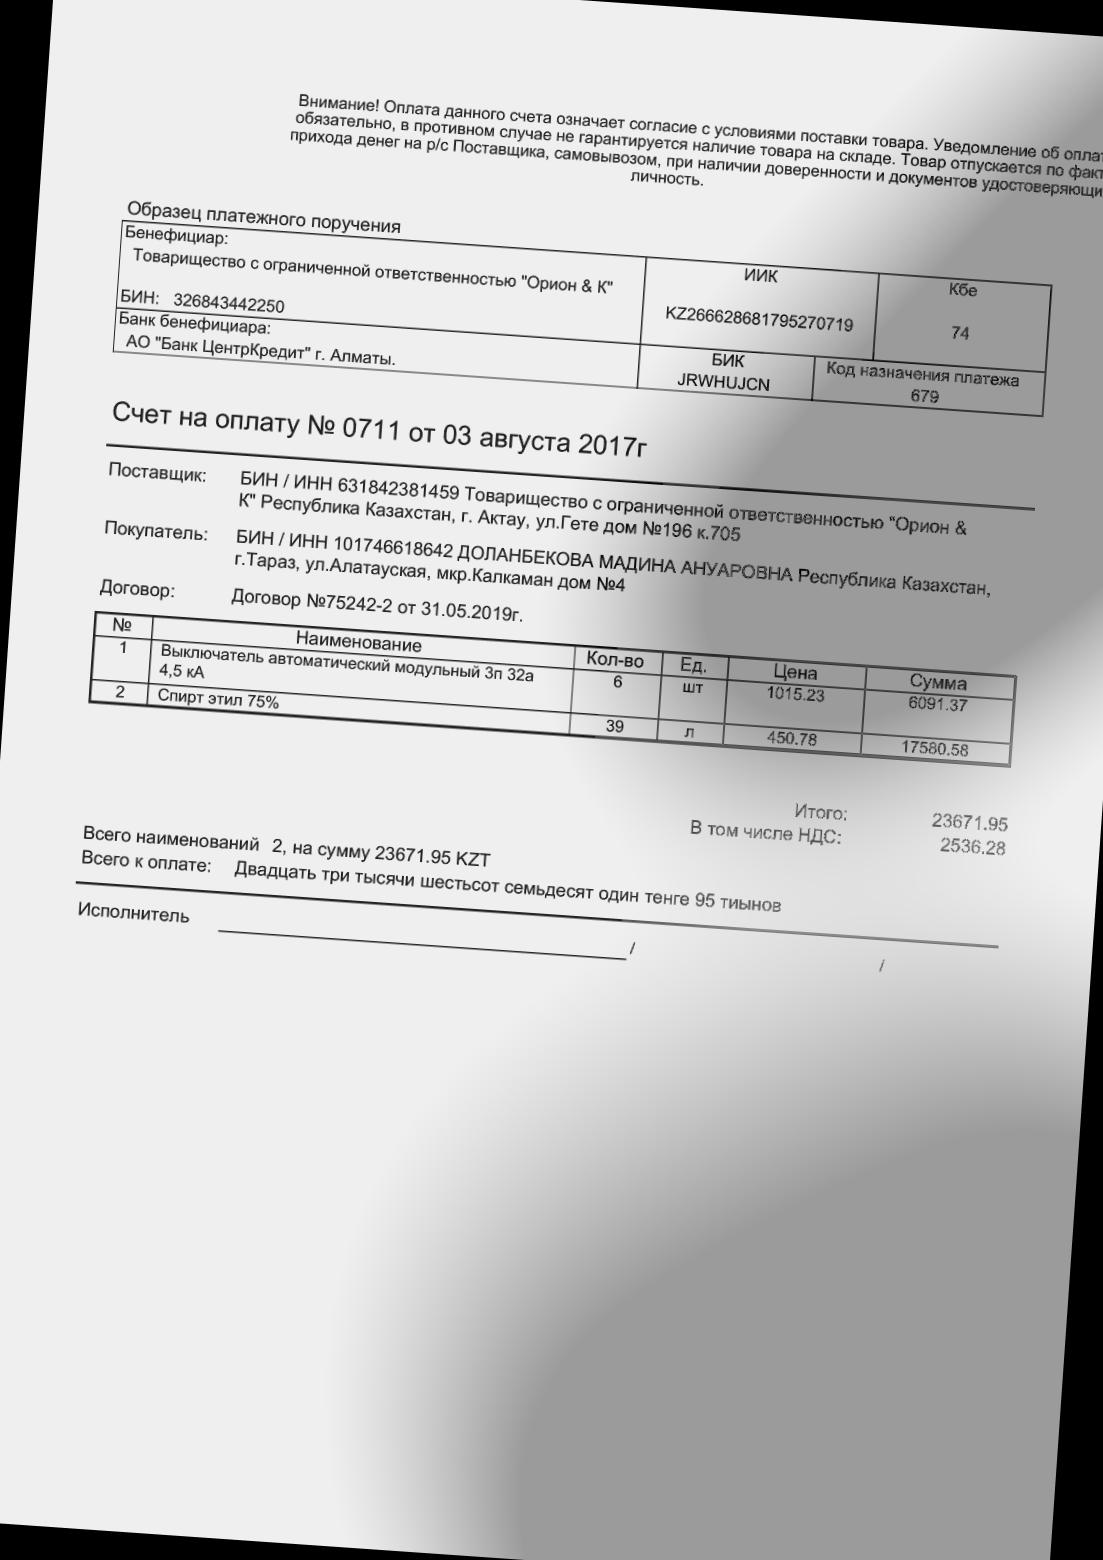 Внимание! Оплата данного счета означает согласие с условиями поставки товара. Уведомление об
обязательно, в противном случае не гарантируется наличие товара на складе. Товар отпускается по
прихода денег на р/с Поставщика, самовывозом, при наличии доверенности и документов
личность.
Образец платежного поручения
Бенефициар: ИИК Кбе
Товарищество с ограниченной ответственностью "Орион & К"
KZ266628681795270719 74
БИН: 326843442250
Банк бенефициара: БИК Код назначения платежа
АО "Банк ЦентрКредит" г. Алматы. JRWHUJCN 679
Счет на оплату № 0711 от 03 августа 2017г
Поставщик: БИН / ИНН 631842381459 Товарищество с ограниченной ответственностью "Орион &
К" Республика Казахстан, г. Актау, ул.Гете дом №196 к.705
Покупатель: БИН / ИНН 101746618642 ДОЛАНБЕКОВА МАДИНА АНУАРОВНА Республика Казахстан,
г.Тараз, ул.Алатауская, мкр.Калкаман дом №4
Договор: Договор №75242-2 от 31.05.2019г.
№ Наименование Кол-во Ед. Цена Сумма
1 Выключатель автоматический модульный 3п 32а 6 шт 1015.23 6091.37
4,5 кА
2 Спирт этил 75% 39 л 450.78 17580.58
Итого: 23671.95
В том числе НДС: 2536.28
Всего наименований 2, на сумму 23671.95 KZT
Всего к оплате: Двадцать три тысячи шестьсот семьдесят один тенге 95 тиынов
Исполнитель / /